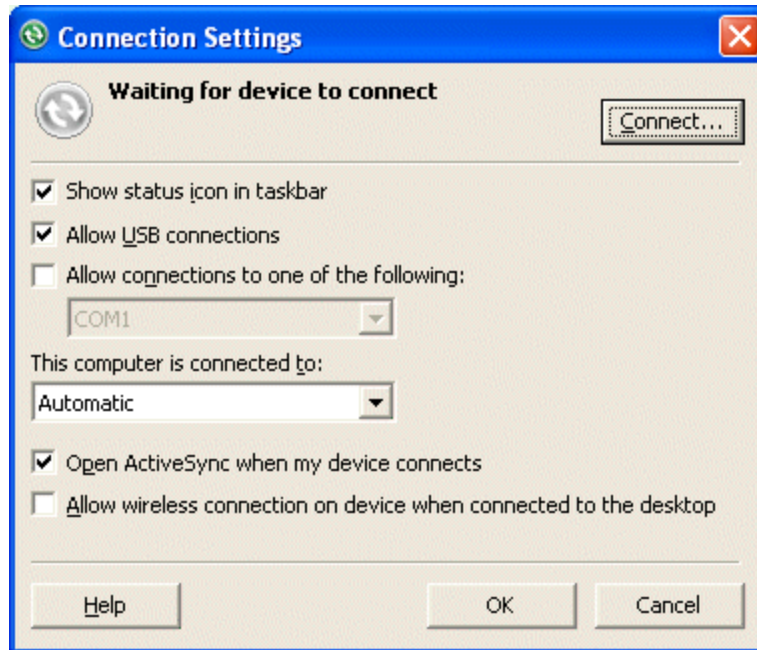 Connection Settings
Waiting for device to connect
Connect...
Show status icon in taskbar
Allow USB connections
Allow connections to one of the following:
COM1
This computer is connected to:
Automatic
Open ActiveSync when my device connects
Allow wireless connection on device when connected to the desktop
Help OK Cancel